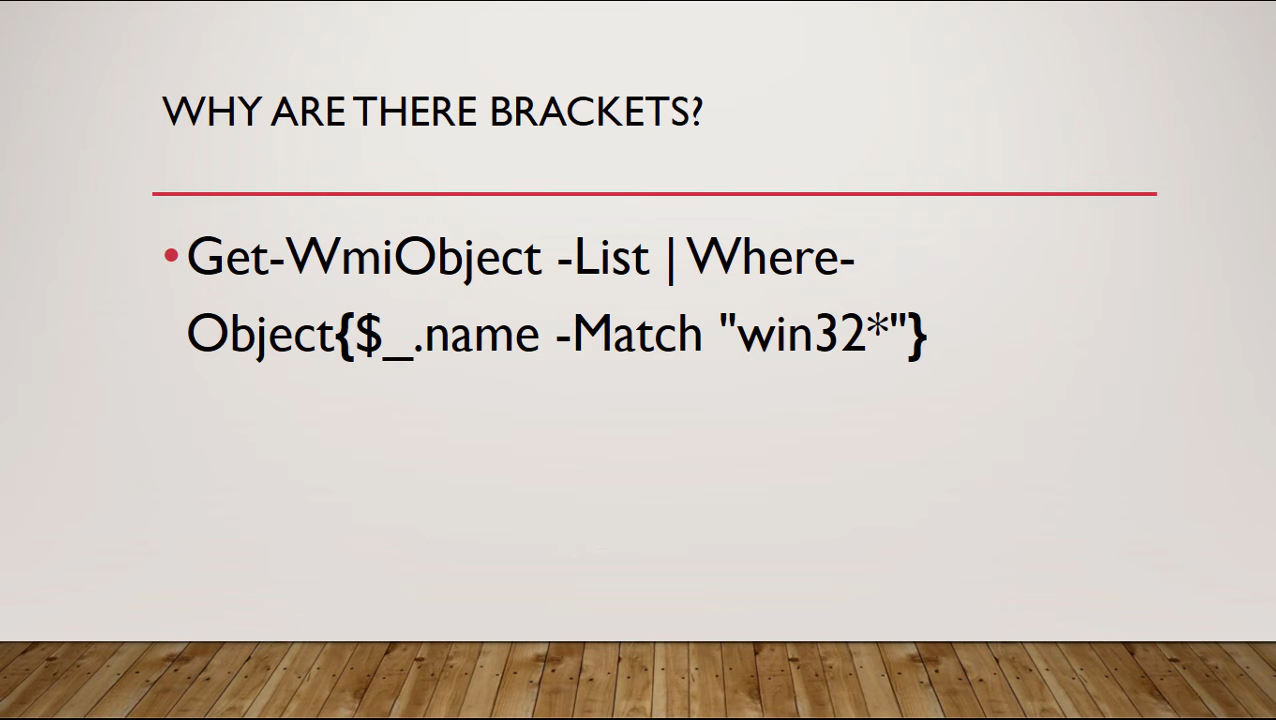 WHY ARE THERE BRACKETS?
• Get-WmiObject -List | Where-
Object{$_.name -Match "win32*"}